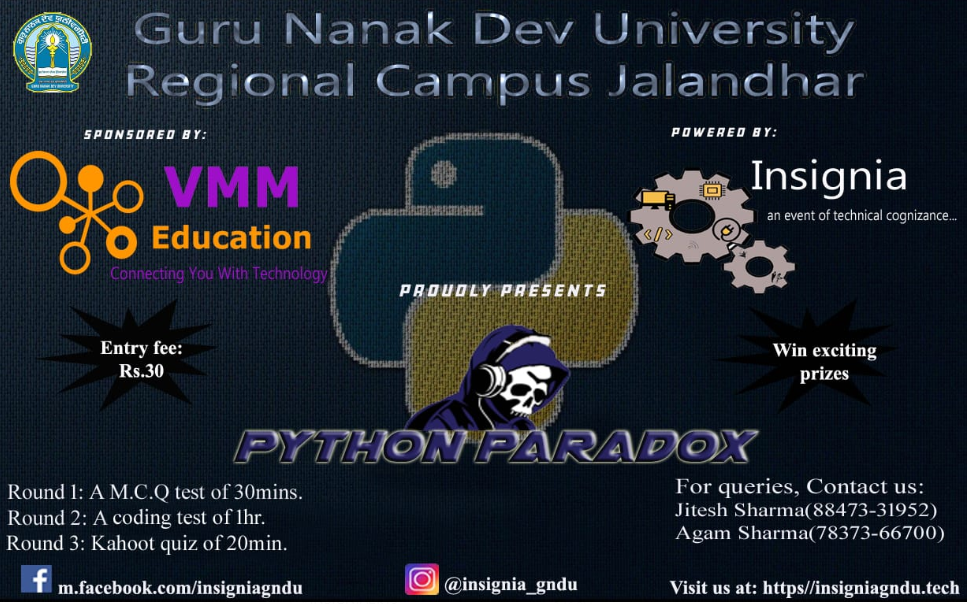 Guru Nanak Dev University
Regional Campus Jalandhar
SPONSORED BY:
VMM
Education
Connecting You With Technology
POWERED BY:
Insignia
an event of technical cognizance...
</>
PROUDLY PRESENTS
Entry fee:
Rs.30
Win exciting
prizes
PYTHON PARADOX
Round 1: A M.C.Q test of 30mins.
Round 2: A coding test of 1hr.
Round 3: Kahoot quiz of 20min.
For queries, Contact us:
Jitesh Sharma(88473-31952)
Agam Sharma(78373-66700)
m.facebook.com/insigniagndu
@insignia_gndu
Visit us at: https//insigniagndu.tech